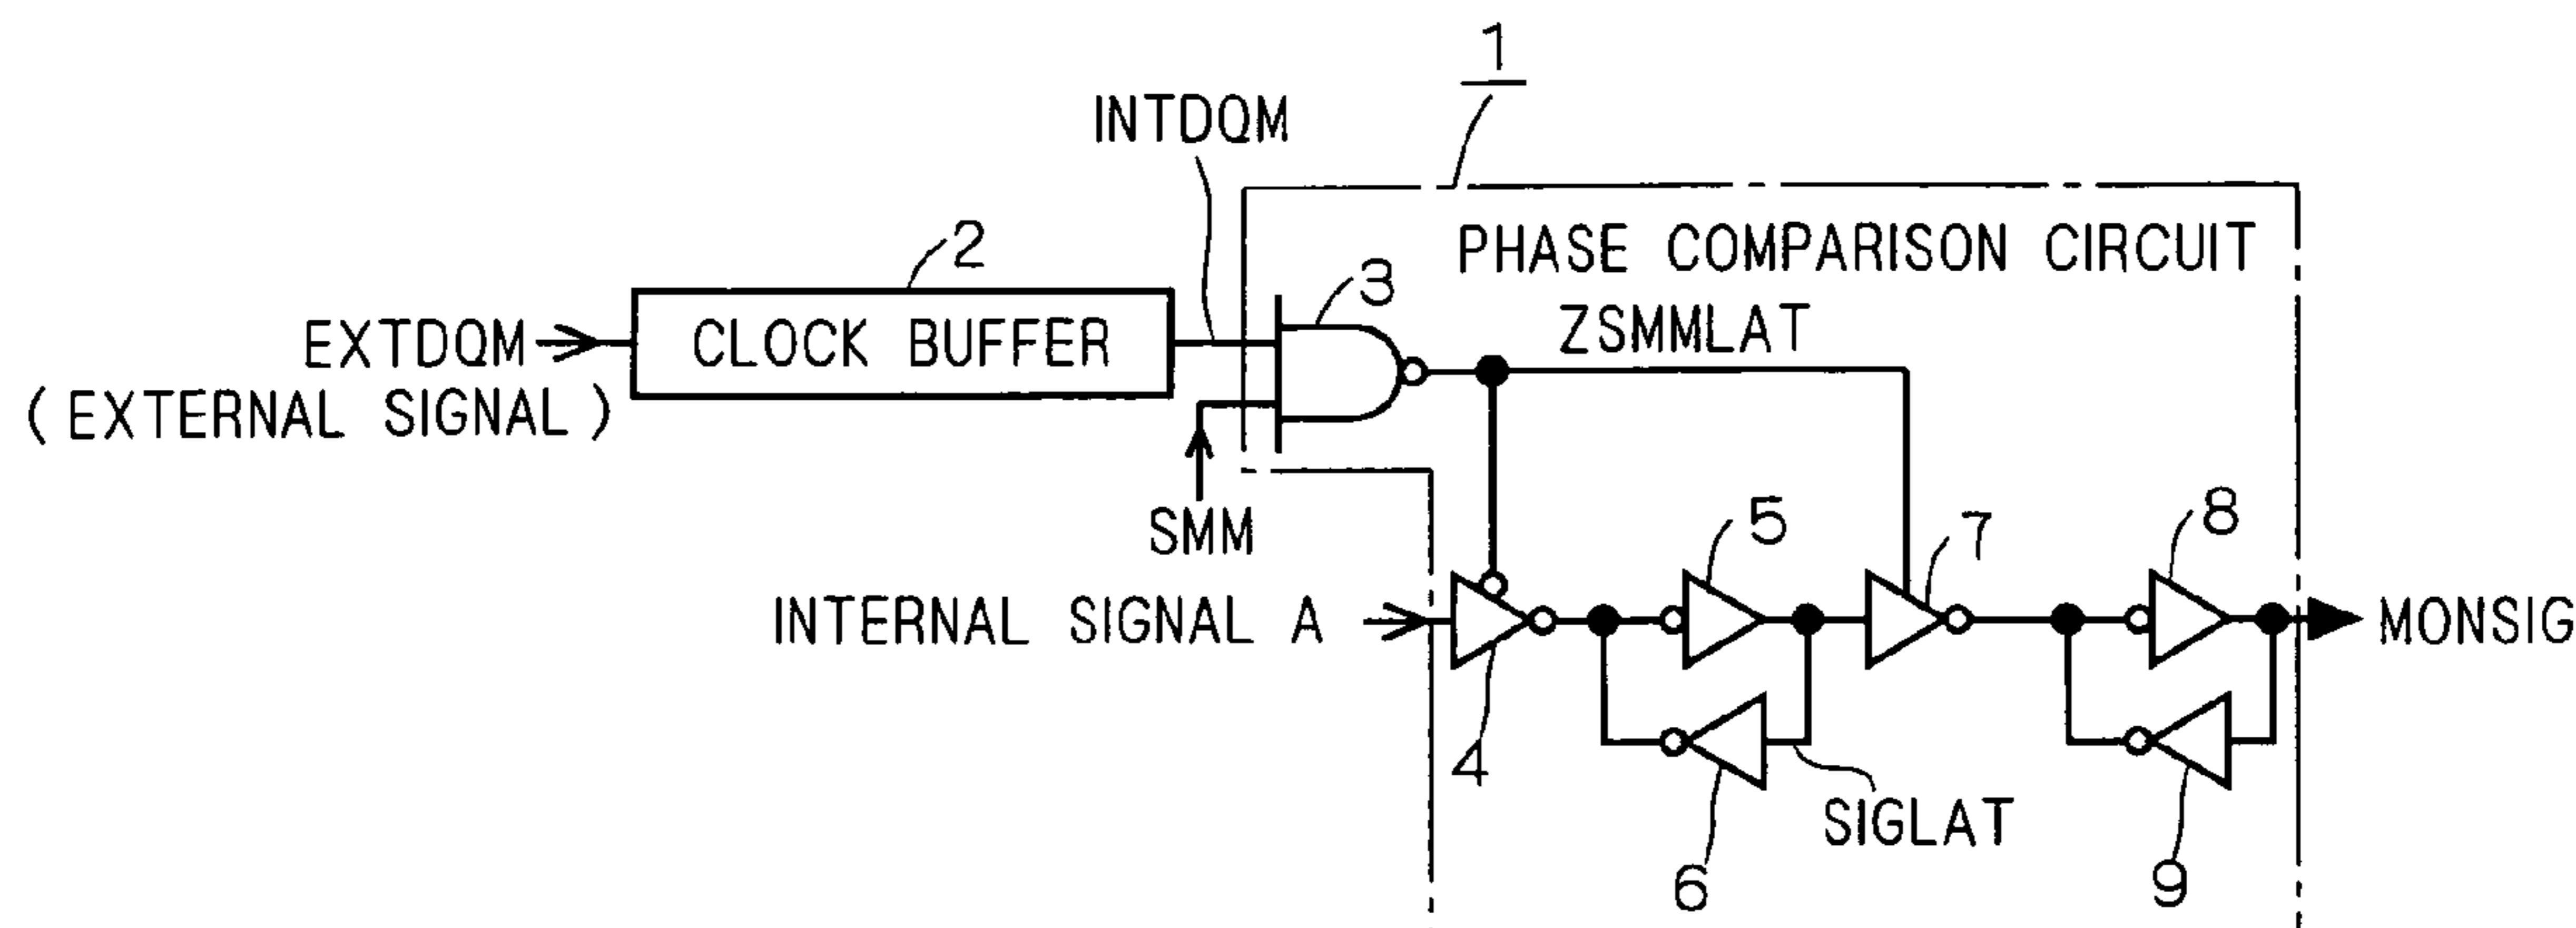 1
INTDQM
2
PHASE COMPARISON CIRCUIT
3
EXTDQM
CLOCK BUFFER
ZSMMLAT
(EXTERNAL SIGNAL)
SMM
5
7
8
INTERNAL SIGNAL A
MONSIG
4
SIGLAT
6
9